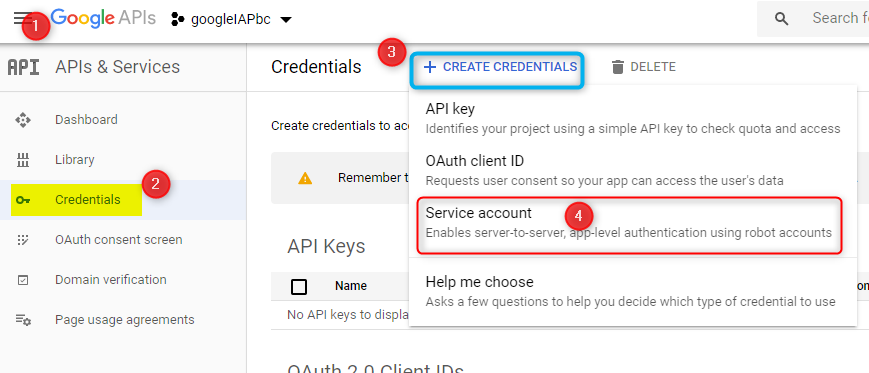 1
Google APIs
googleIAPbc
Search fo
API
APIs & Services
Credentials
3
CREATE CREDENTIALS
DELETE
Dashboard
Library
2
Credentials
OAuth consent screen
Domain verification
Page usage agreements
Create credentials to acc
Remember t
API Keys
Name
No API keys to displa
OAuth 2.0 Client IDs
API key
Identifies your project using a simple API key to check quota and access
OAuth client ID
Requests user consent so your app can access the user's data
Service account
4
Enables server-to-server, app-level authentication using robot accounts
Help me choose
Asks a few questions to help you decide which type of credential to use